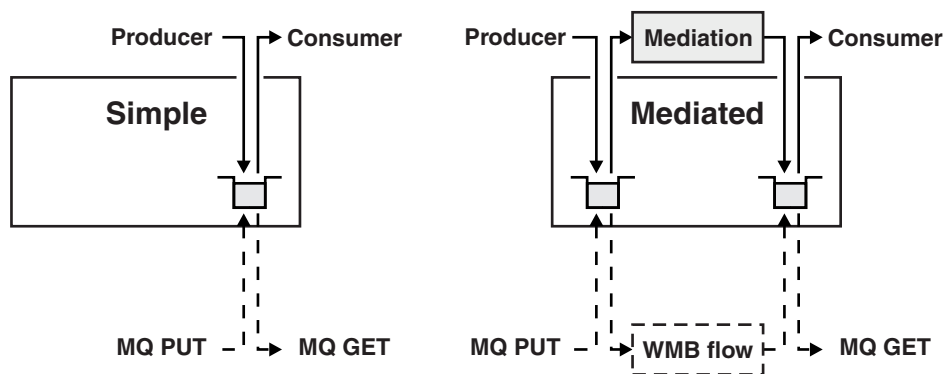 Producer
Consumer
Simple
MQ PUT
MQ GET
Producer
Mediation
Consumer
Mediated
MQ PUT
WMB flow
MQ GET